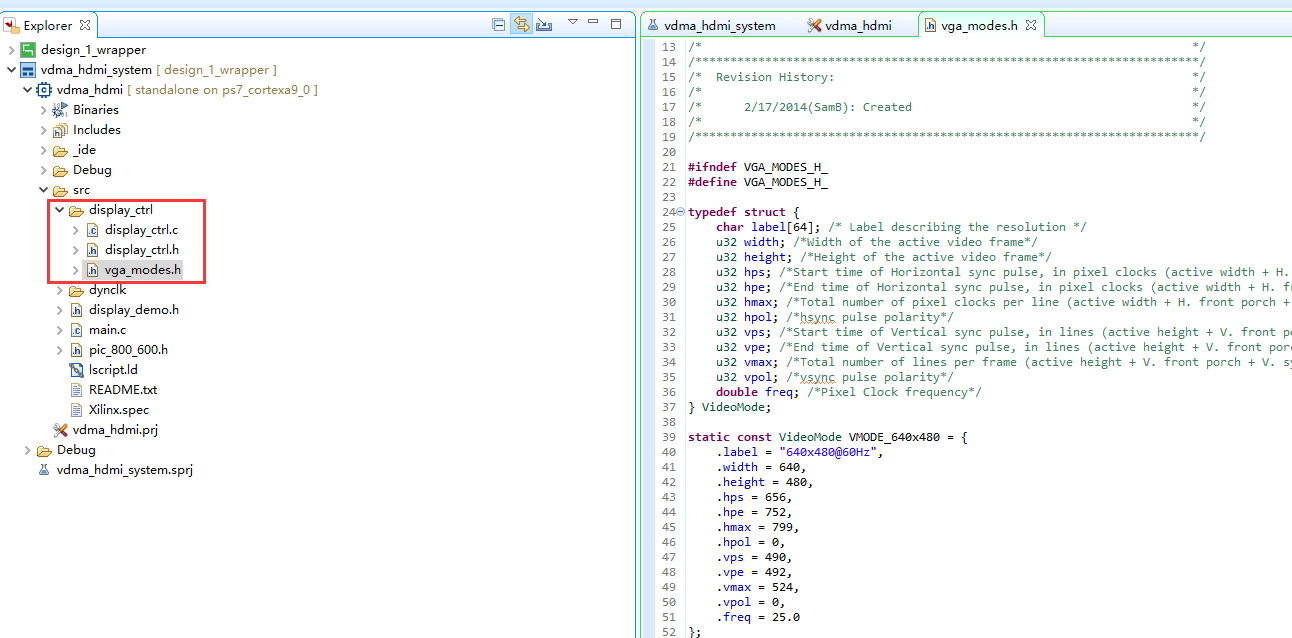 Explorer
design_1_wrapper
vdma_hdmi_system [ design_1_wrapper ]
vdma_hdmi [ standalone on ps7_cortexa9_0 ]
Binaries
Includes
_ide
Debug
src
display_ctrl
display_ctrl.c
display_ctrl.h
vga_modes.h
dynclk
display_demo.h
main.c
pic_800_600.h
lscript.ld
README.txt
Xilinx.spec
vdma_hdmi.prj
Debug
vdma_hdmi_system.sprj
vdma_hdmi_system vdma_hdmi vga_modes.h
13 /* */
14 /************************************************************************/
15 /* Revision History: */
16 /* */
17 /* 2/17/2014(SamB): Created */
18 /* */
19 /************************************************************************/
20
21 #ifndef VGA_MODES_H_
22 #define VGA_MODES_H_
23
24 typedef struct {
25 char label[64]; /* Label describing the resolution */
26 u32 width; /*Width of the active video frame*/
27 u32 height; /*Height of the active video frame*/
28 u32 hps; /*Start time of Horizontal sync pulse, in pixel clocks (active width + H.
29 u32 hpe; /*End time of Horizontal sync pulse, in pixel clocks (active width + H. fr
30 u32 hmax; /*Total number of pixel clocks per line (active width + H. front porch +
31 u32 hpol; /*hsync pulse polarity*/
32 u32 vps; /*Start time of Vertical sync pulse, in lines (active height + V. front po
33 u32 vpe; /*End time of Vertical sync pulse, in lines (active height + V. front porc
34 u32 vmax; /*Total number of lines per frame (active height + V. front porch + V. sy
35 u32 vpol; /*vsync pulse polarity*/
36 double freq; /*Pixel Clock frequency*/
37 } VideoMode;
38
39 static const VideoMode VMODE_640x480 = {
40 .label = "640x480@60Hz",
41 .width = 640,
42 .height = 480,
43 .hps = 656,
44 .hpe = 752,
45 .hmax = 799,
46 .hpol = 0,
47 .vps = 490,
48 .vpe = 492,
49 .vmax = 524,
50 .vpol = 0,
51 .freq = 25.0
52 };